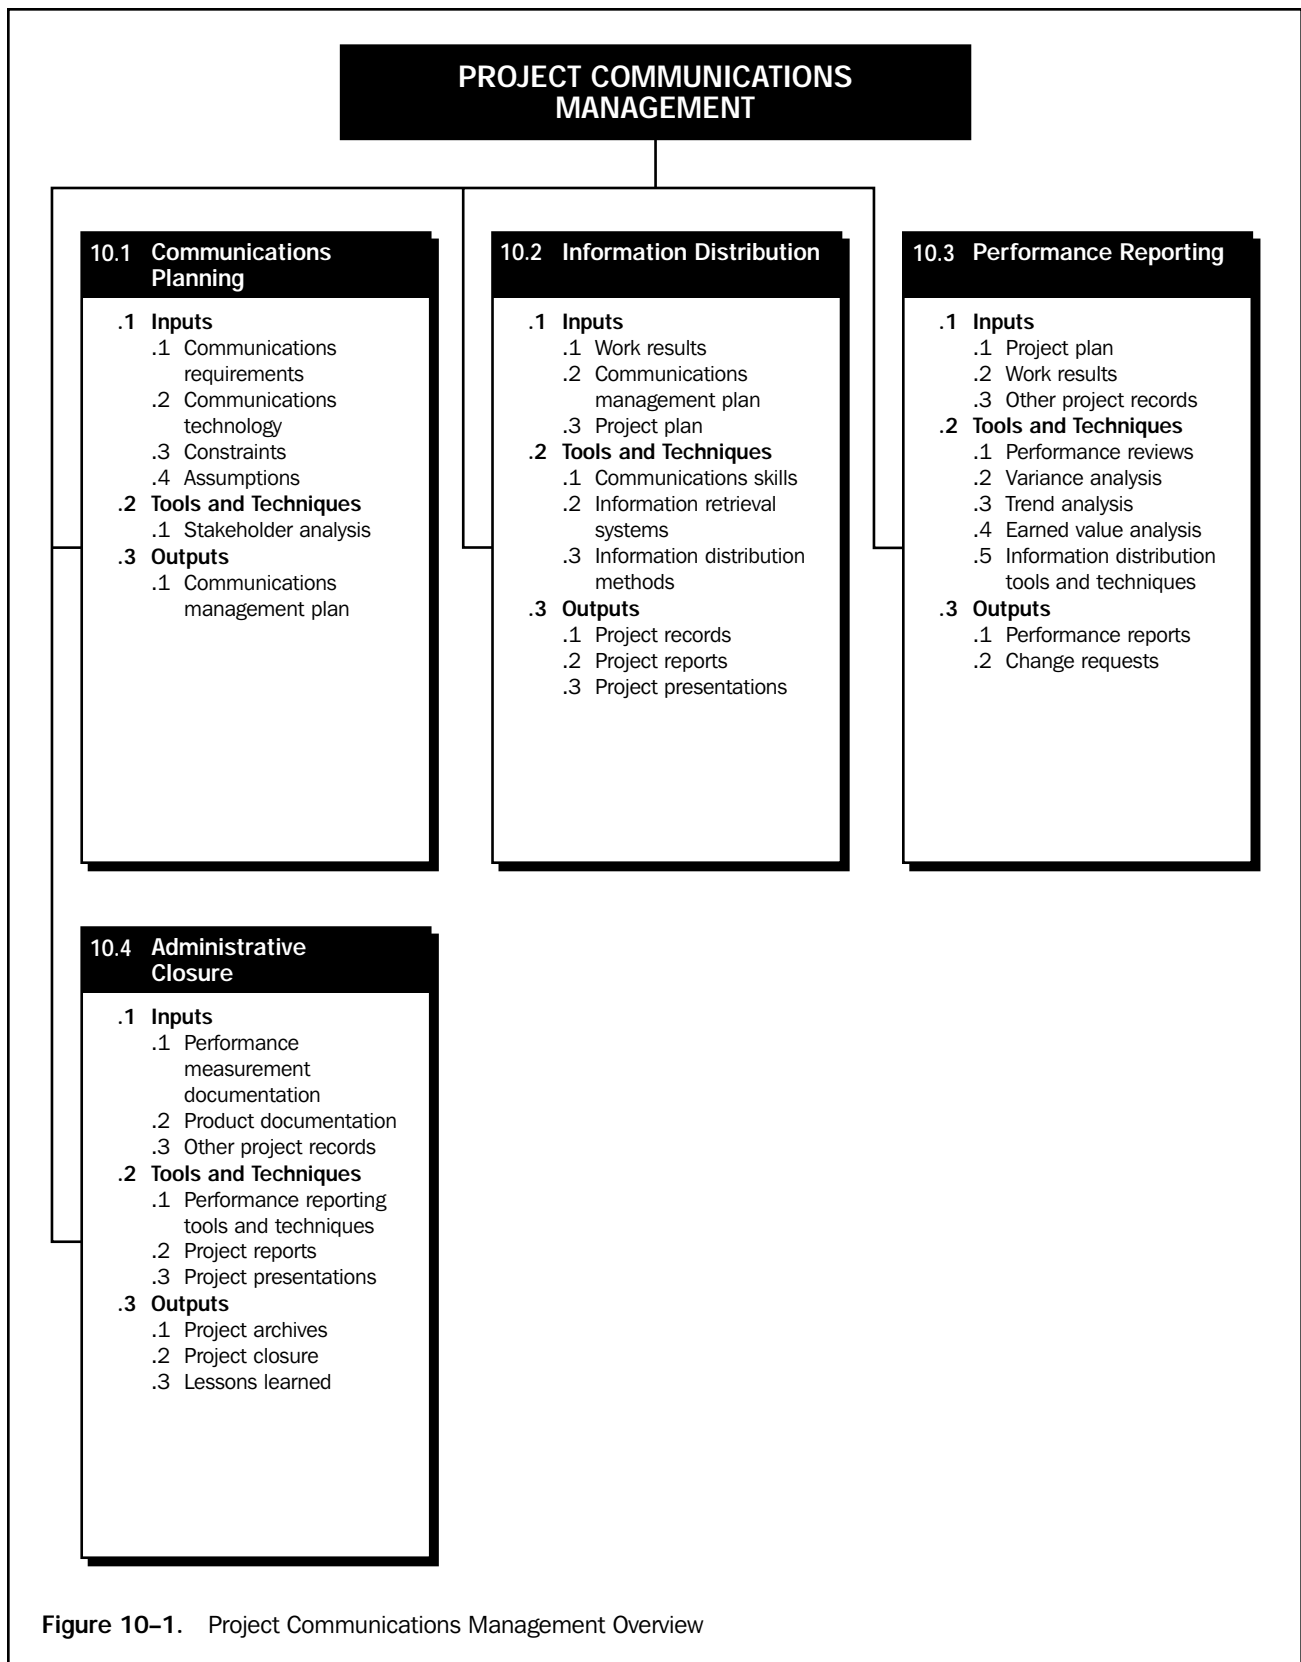 PROJECT COMMUNICATIONS
MANAGEMENT
10.1 Communications
Planning
.1 Inputs
.1 Communications
requirements
.2 Communications
technology
.3 Constraints
.4 Assumptions
.2 Tools and Techniques
.1 Stakeholder analysis
.3 Outputs
.1 Communications
management plan
10.2 Information Distribution
.1 Inputs
.1 Work results
.2 Communications
management plan
.3 Project plan
.2 Tools and Techniques
.1 Communications skills
.2 Information retrieval
systems
.3 Information distribution
methods
.3 Outputs
.1 Project records
.2 Project reports
.3 Project presentations
10.3 Performance Reporting
.1 Inputs
.1 Project plan
.2 Work results
.3 Other project records
.2 Tools and Techniques
.1 Performance reviews
.2 Variance analysis
.3 Trend analysis
.4 Earned value analysis
.5 Information distribution
tools and techniques
.3 Outputs
.1 Performance reports
.2 Change requests
10.4 Administrative
Closure
.1 Inputs
.1 Performance
measurement
documentation
.2 Product documentation
.3 Other project records
.2 Tools and Techniques
.1 Performance reporting
tools and techniques
.2 Project reports
.3 Project presentations
.3 Outputs
.1 Project archives
.2 Project closure
.3 Lessons learned
Figure 10–1. Project Communications Management Overview